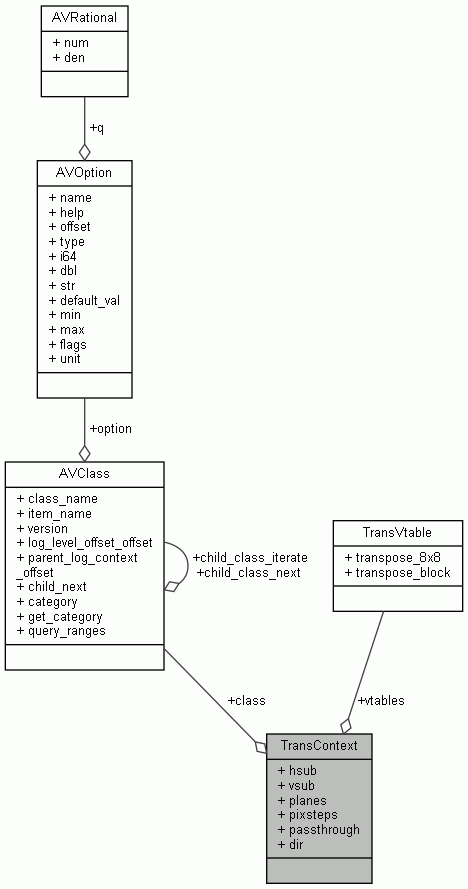 AVRational
+ num
+ den
+q
AVOption
+ name
+ help
+ offset
+ type
+ i64
+ dbl
+ str
+ default_val
+ min
+ max
+ flags
+ unit
+option
AVClass
+ class_name
+ item_name
+ version
+ log_level_offset_offset
+ parent_log_context
_offset
+ child_next
+ category
+ get_category
+ query_ranges
+child_class_iterate
+child_class_next
TransVtable
+ transpose_8x8
+ transpose_block
+class
+vtables
TransContext
+ hsub
+ vsub
+ planes
+ pixsteps
+ passthrough
+ dir